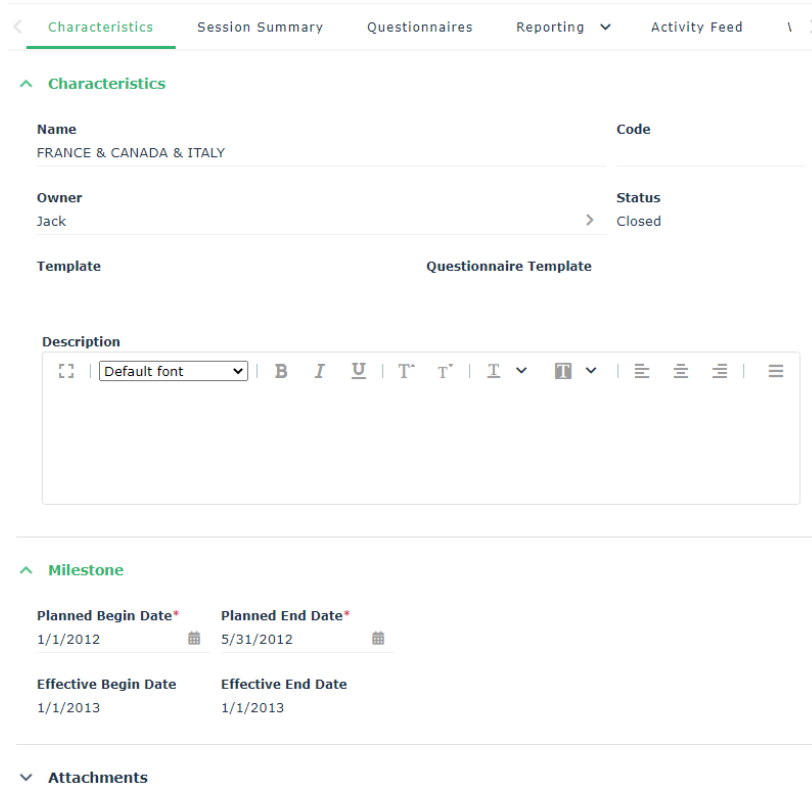 Characteristics Session Summary Questionnaires Reporting Activity Feed
Characteristics
Name Code
FRANCE & CANADA & ITALY
Owner Status
Jack Closed
Template Questionnaire Template
Description
Default font B I U T T T T
Milestone
Planned Begin Date* Planned End Date*
1/1/2012 5/31/2012
Effective Begin Date Effective End Date
1/1/2013 1/1/2013
Attachments